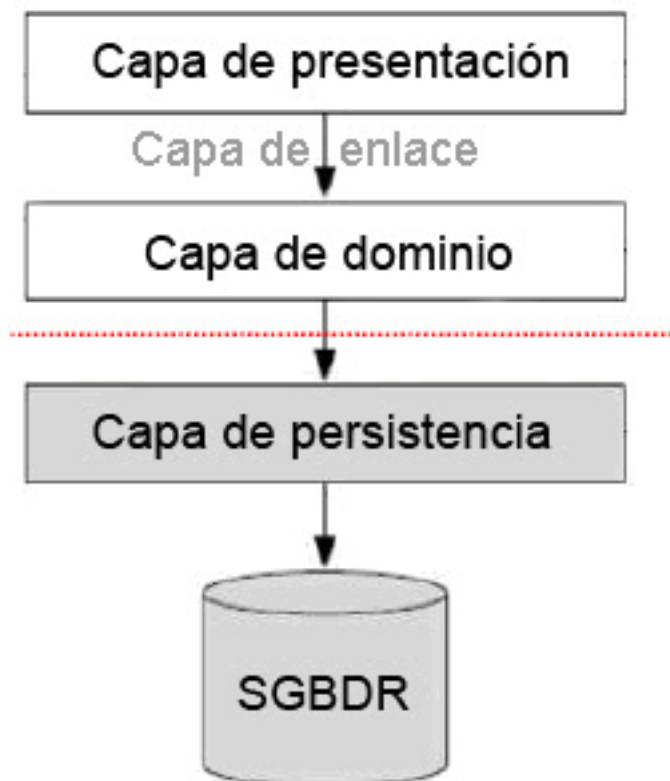 Capa de presentación
Capa de enlace
Capa de dominio
Capa de persistencia
SGBDR